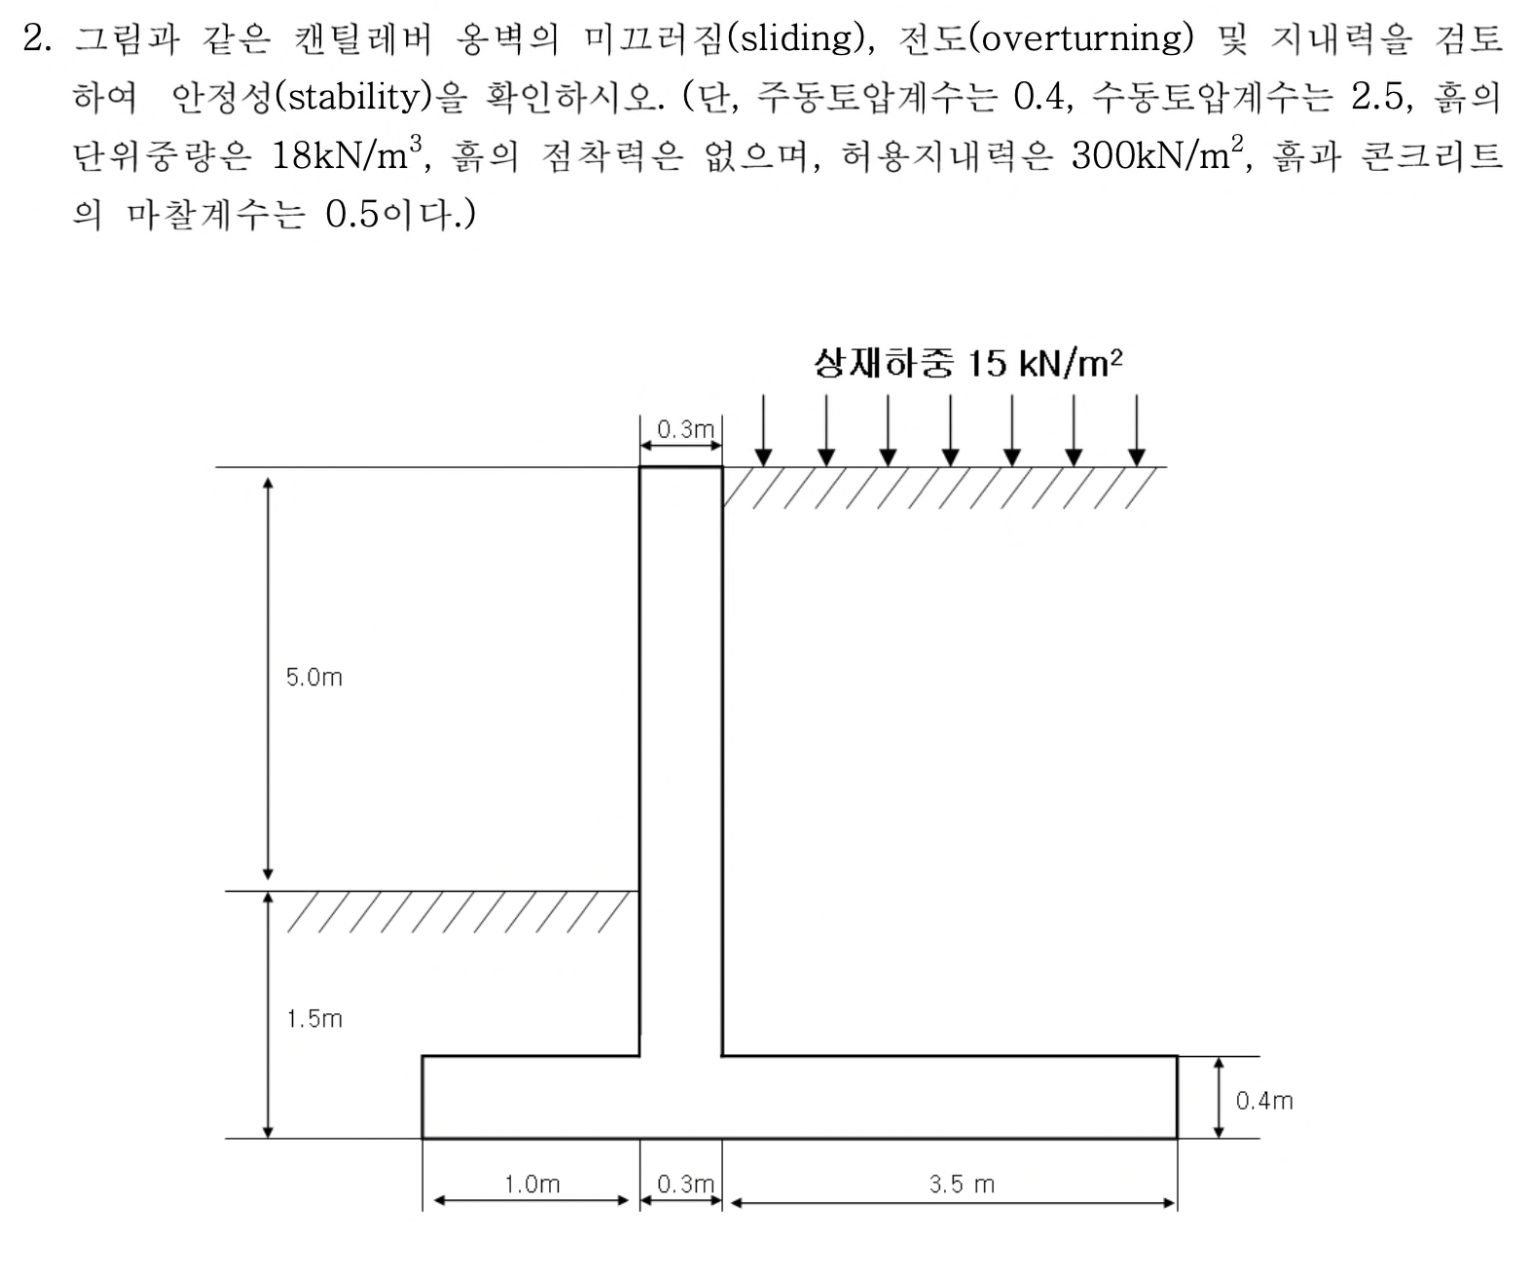 2. 그림과 같은 캔틸레버 옹벽의 미끄러짐(sliding), 전도(overturning) 및 지내력을 검토
하여 안정성(stability)을 확인하시오. (단, 주동토압계수는 0.4, 수동토압계수는 2.5, 흙의
단위중량은 18kN/m³, 흙의 점착력은 없으며, 허용지내력은 300kN/m², 흙과 콘크리트
의 마찰계수는 0.5이다.)
상재하중 15 kN/m²
0.3m
5.0m
1.5m
0.4m
1.0m
0.3m
3.5 m